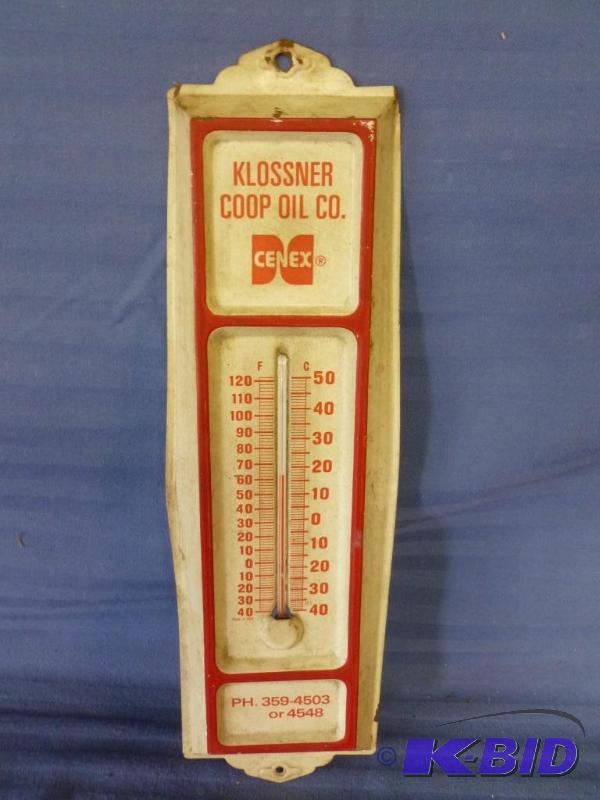 KLOSSNER
COOP OIL CO.
CENEX®
F C
120 50
110
100 40
90
80 30
70 20
60
50 10
40
30 0
20
10 10
0 20
10
20 30
30
40 40
PH. 359-4503
or 4548
© K-BID